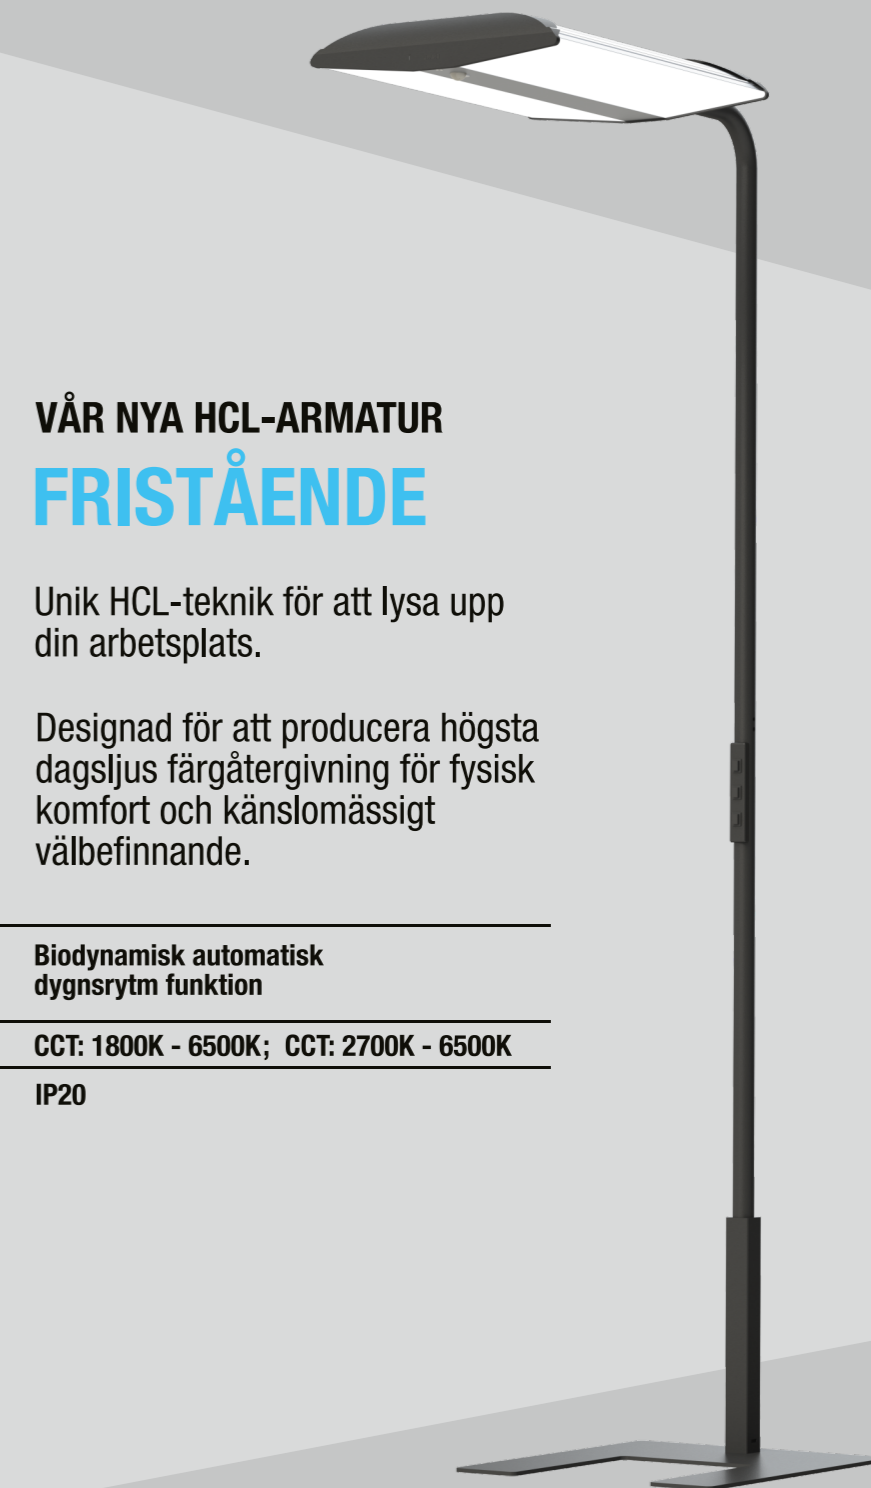 VÅR NYA HCL-ARMATUR
FRISTÅENDE
Unik HCL-teknik för att lysa upp
din arbetsplats.
Designad för att producera högsta
dagsljus färgåtergivning för fysisk
komfort och känslomässigt
välbefinnande.
Biodynamisk automatisk
dygnsrytm funktion
CCT: 1800K - 6500K; CCT: 2700K - 6500K
IP20